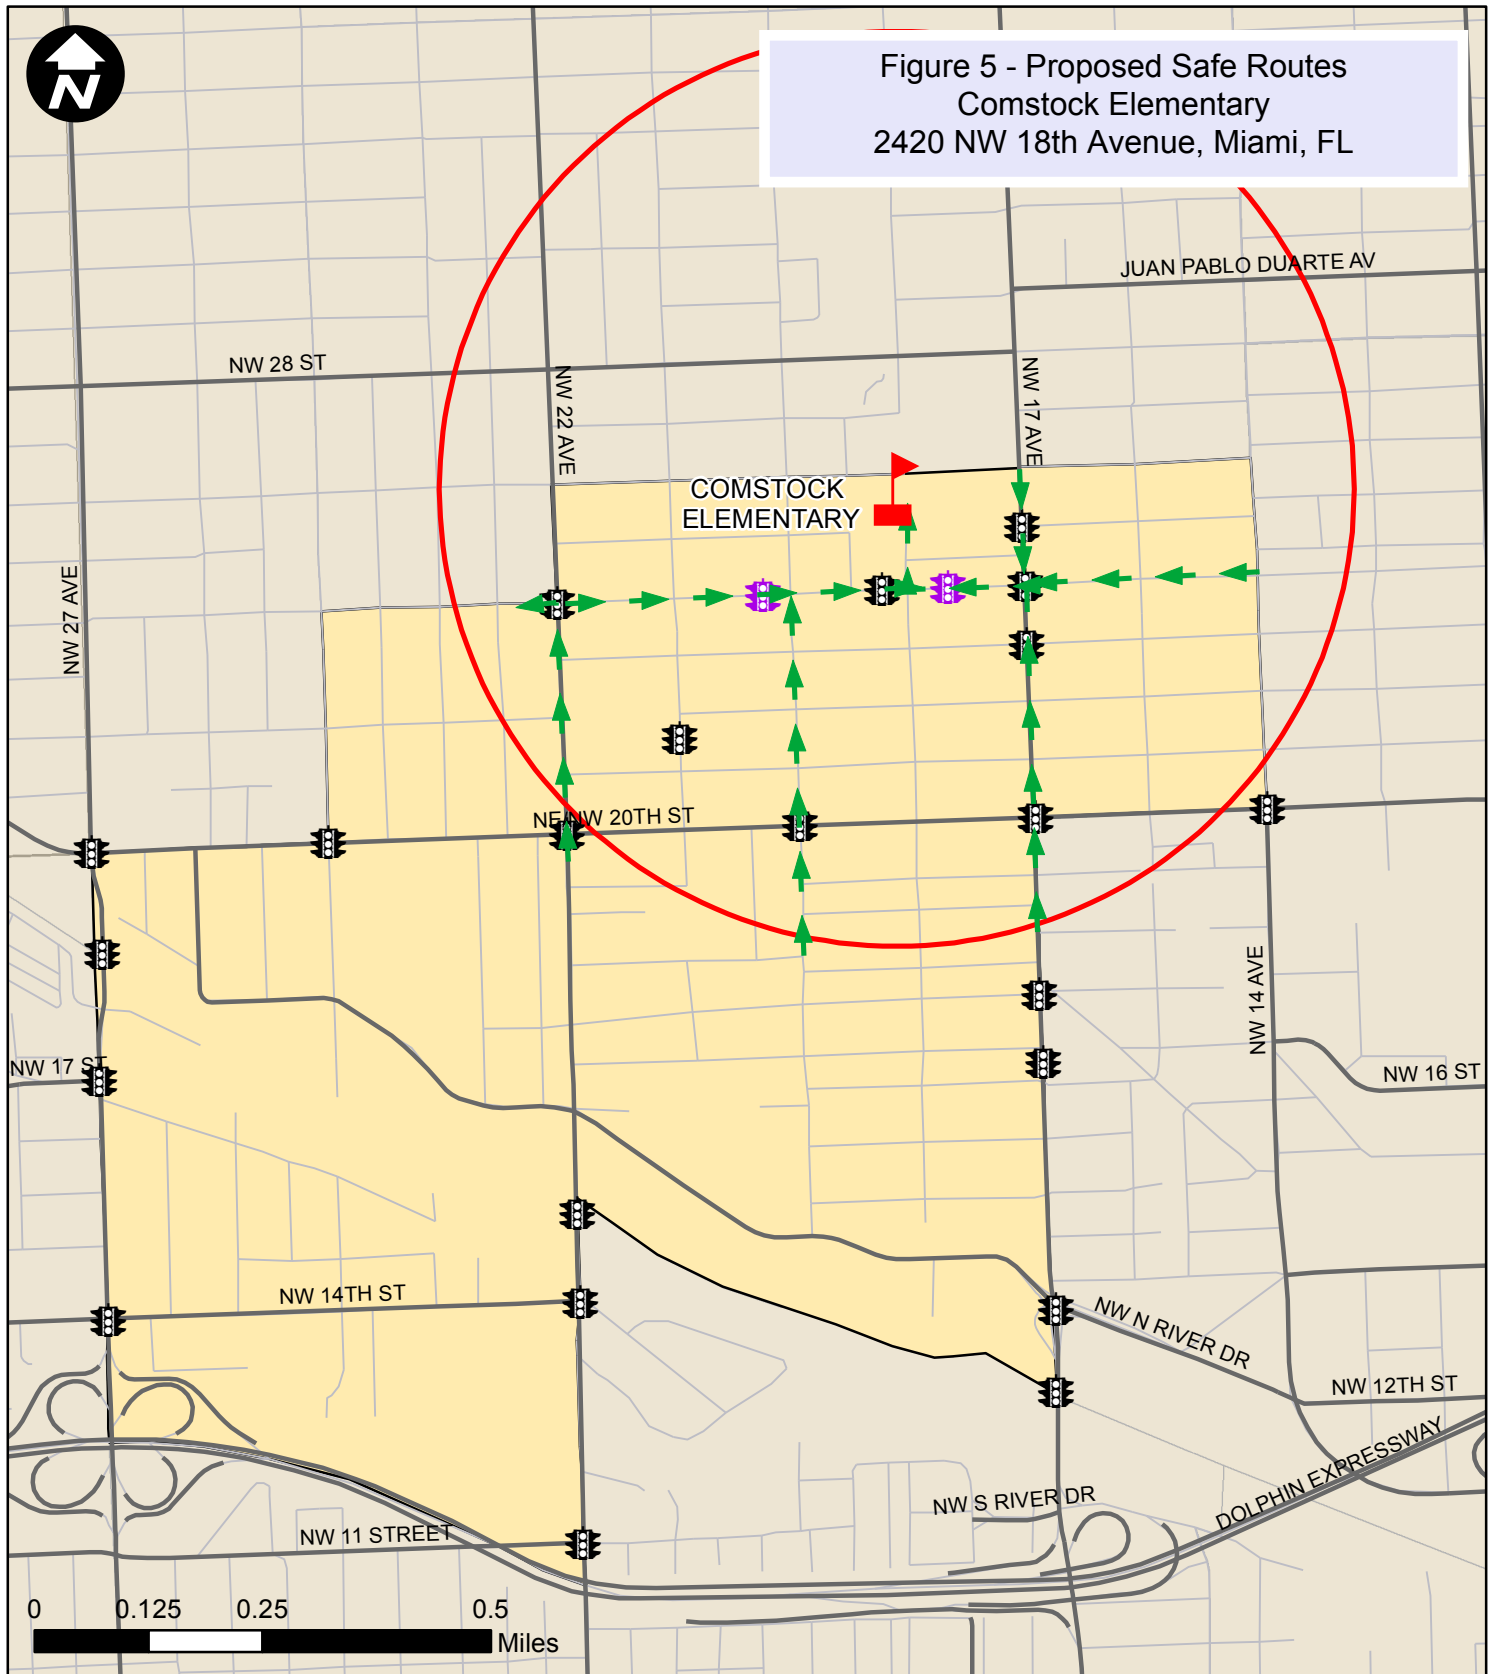 N
Figure 5 - Proposed Safe Routes
Comstock Elementary
2420 NW 18th Avenue, Miami, FL
JUAN PABLO DUARTE AV
NW 28 ST
NW 22 AVE
NW 17 AVE
COMSTOCK
ELEMENTARY
NW 27 AVE
NE NW 20TH ST
NW 14 AVE
NW 17 ST
NW 16 ST
NW 14TH ST
NW N RIVER DR
NW 12TH ST
DOLPHIN EXPRESSWAY
NW S RIVER DR
NW 11 STREET
0 0.125 0.25 0.5
Miles